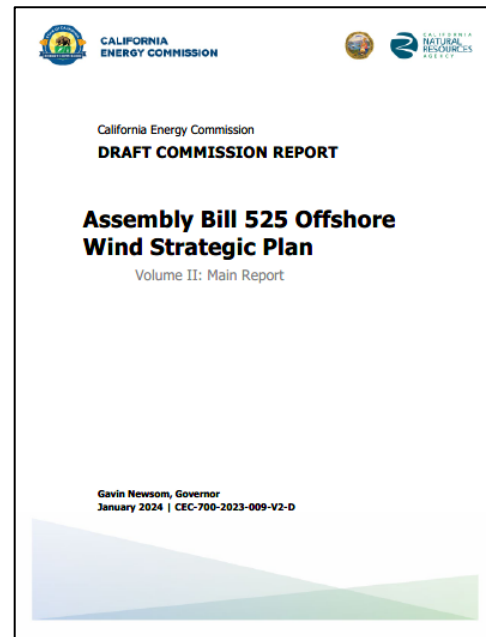 CALIFORNIA
ENERGY COMMISSION
CALIFORNIA
NATURAL
RESOURCES
AGENCY
California Energy Commission
DRAFT COMMISSION REPORT
Assembly Bill 525 Offshore
Wind Strategic Plan
Volume II: Main Report
Gavin Newsom, Governor
January 2024 | CEC-700-2023-009-V2-D